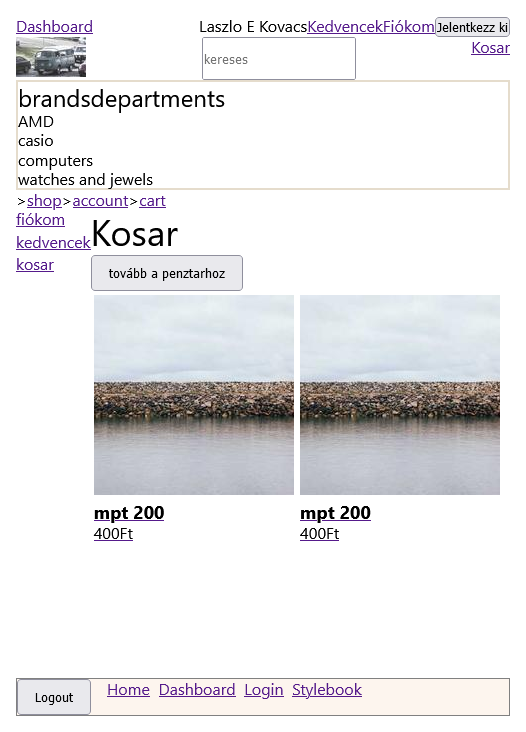 Dashboard Laszlo E Kovacs Kedvencek Fiókom Jelentkezz ki
kereses Kosar
brandsdepartments
AMD
casio
computers
watches and jewels
>shop>account>cart
fiókom
kedvencek
kosar
Kosar
tovább a penztarhoz
mpt 200 mpt 200
400Ft 400Ft
Logout Home Dashboard Login Stylebook